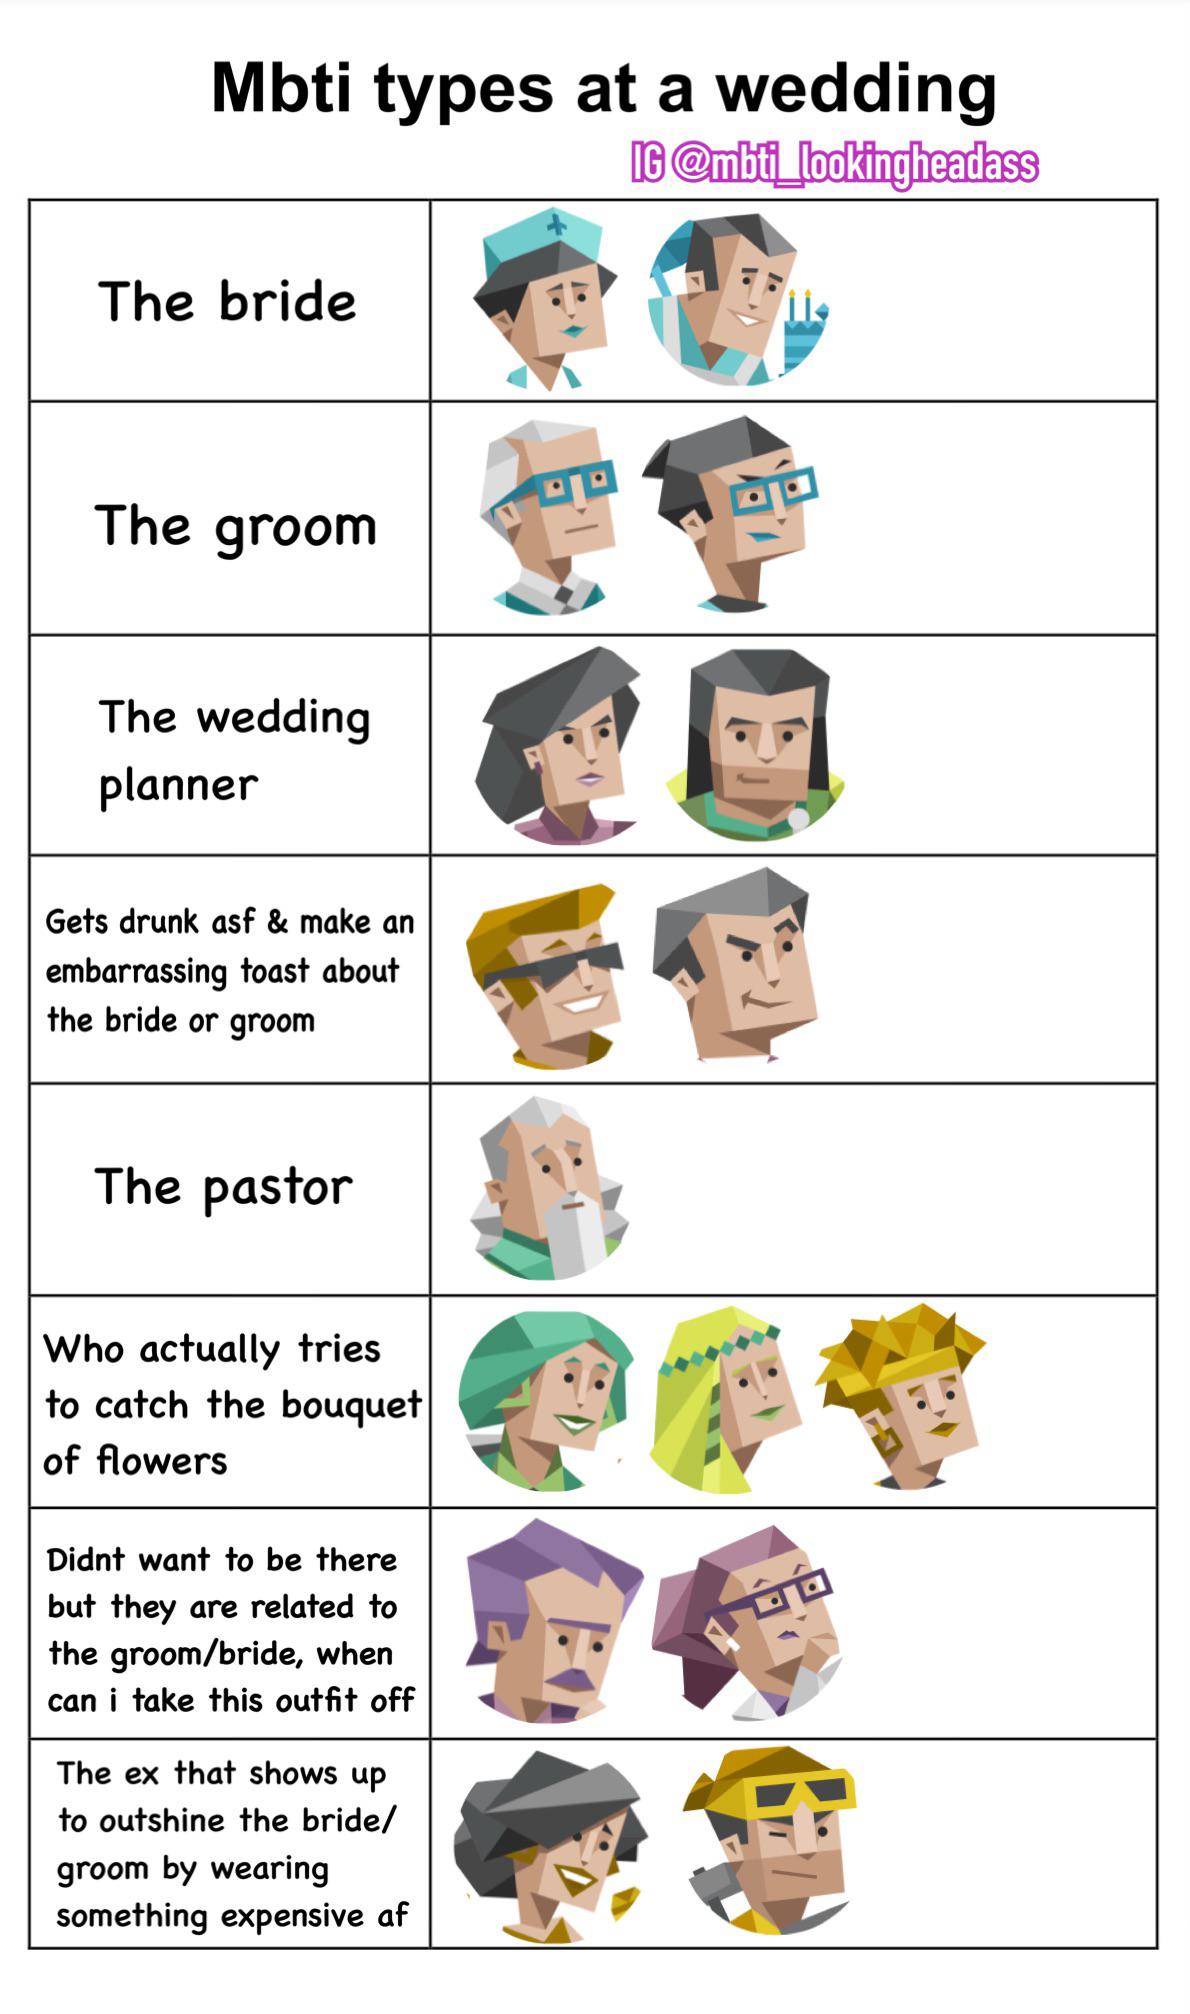 Mbti types at a wedding
IG @mbti_lookingheadass
The bride
The groom
The wedding
planner
Gets drunk asf & make an
embarrassing toast about
the bride or groom
The pastor
Who actually tries
to catch the bouquet
of flowers
Didnt want to be there
but they are related to
the groom/bride, when
can i take this outfit off
The ex that shows up
to outshine the bride/
groom by wearing
something expensive af